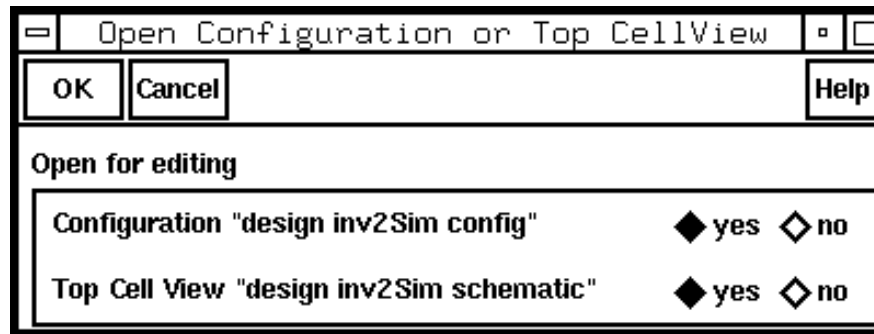 Open Configuration or Top CellView
OK Cancel Help
Open for editing
Configuration "design inv2Sim config" yes no
Top Cell View "design inv2Sim schematic" yes no